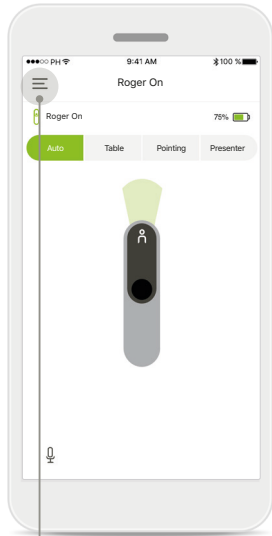 ●●●○○ PH 9:41 AM 100 %
Roger On
Roger On 75%
Auto Table Pointing Presenter